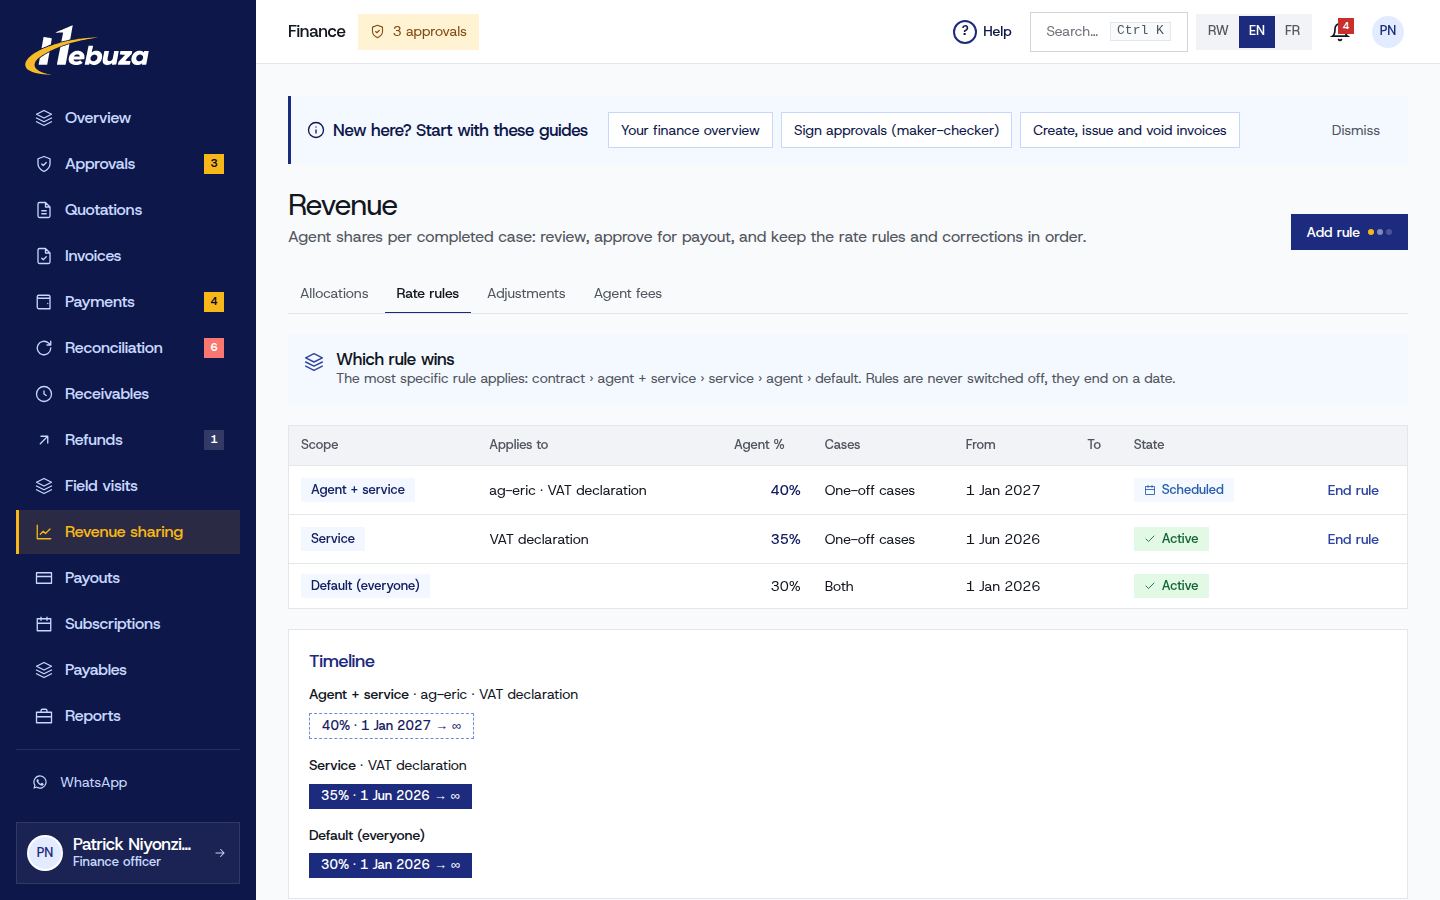 Hebuza
Overview
Approvals 3
Quotations
Invoices
Payments 4
Reconciliation 6
Receivables
Refunds 1
Field visits
Revenue sharing
Payouts
Subscriptions
Payables
Reports
WhatsApp
PN Patrick Niyonzi...
Finance officer
Finance 3 approvals ? Help Search... Ctrl K RW EN FR 4 PN
New here? Start with these guides Your finance overview Sign approvals (maker-checker) Create, issue and void invoices Dismiss
Revenue
Agent shares per completed case: review, approve for payout, and keep the rate rules and corrections in order.
Add rule
Allocations Rate rules Adjustments Agent fees
Which rule wins
The most specific rule applies: contract › agent + service › service › agent › default. Rules are never switched off, they end on a date.
Scope Applies to Agent % Cases From To State
Agent + service ag-eric · VAT declaration 40% One-off cases 1 Jan 2027 Scheduled End rule
Service VAT declaration 35% One-off cases 1 Jun 2026 Active End rule
Default (everyone) 30% Both 1 Jan 2026 Active
Timeline
Agent + service · ag-eric · VAT declaration
40% · 1 Jan 2027 → ∞
Service · VAT declaration
35% · 1 Jun 2026 → ∞
Default (everyone)
30% · 1 Jan 2026 → ∞